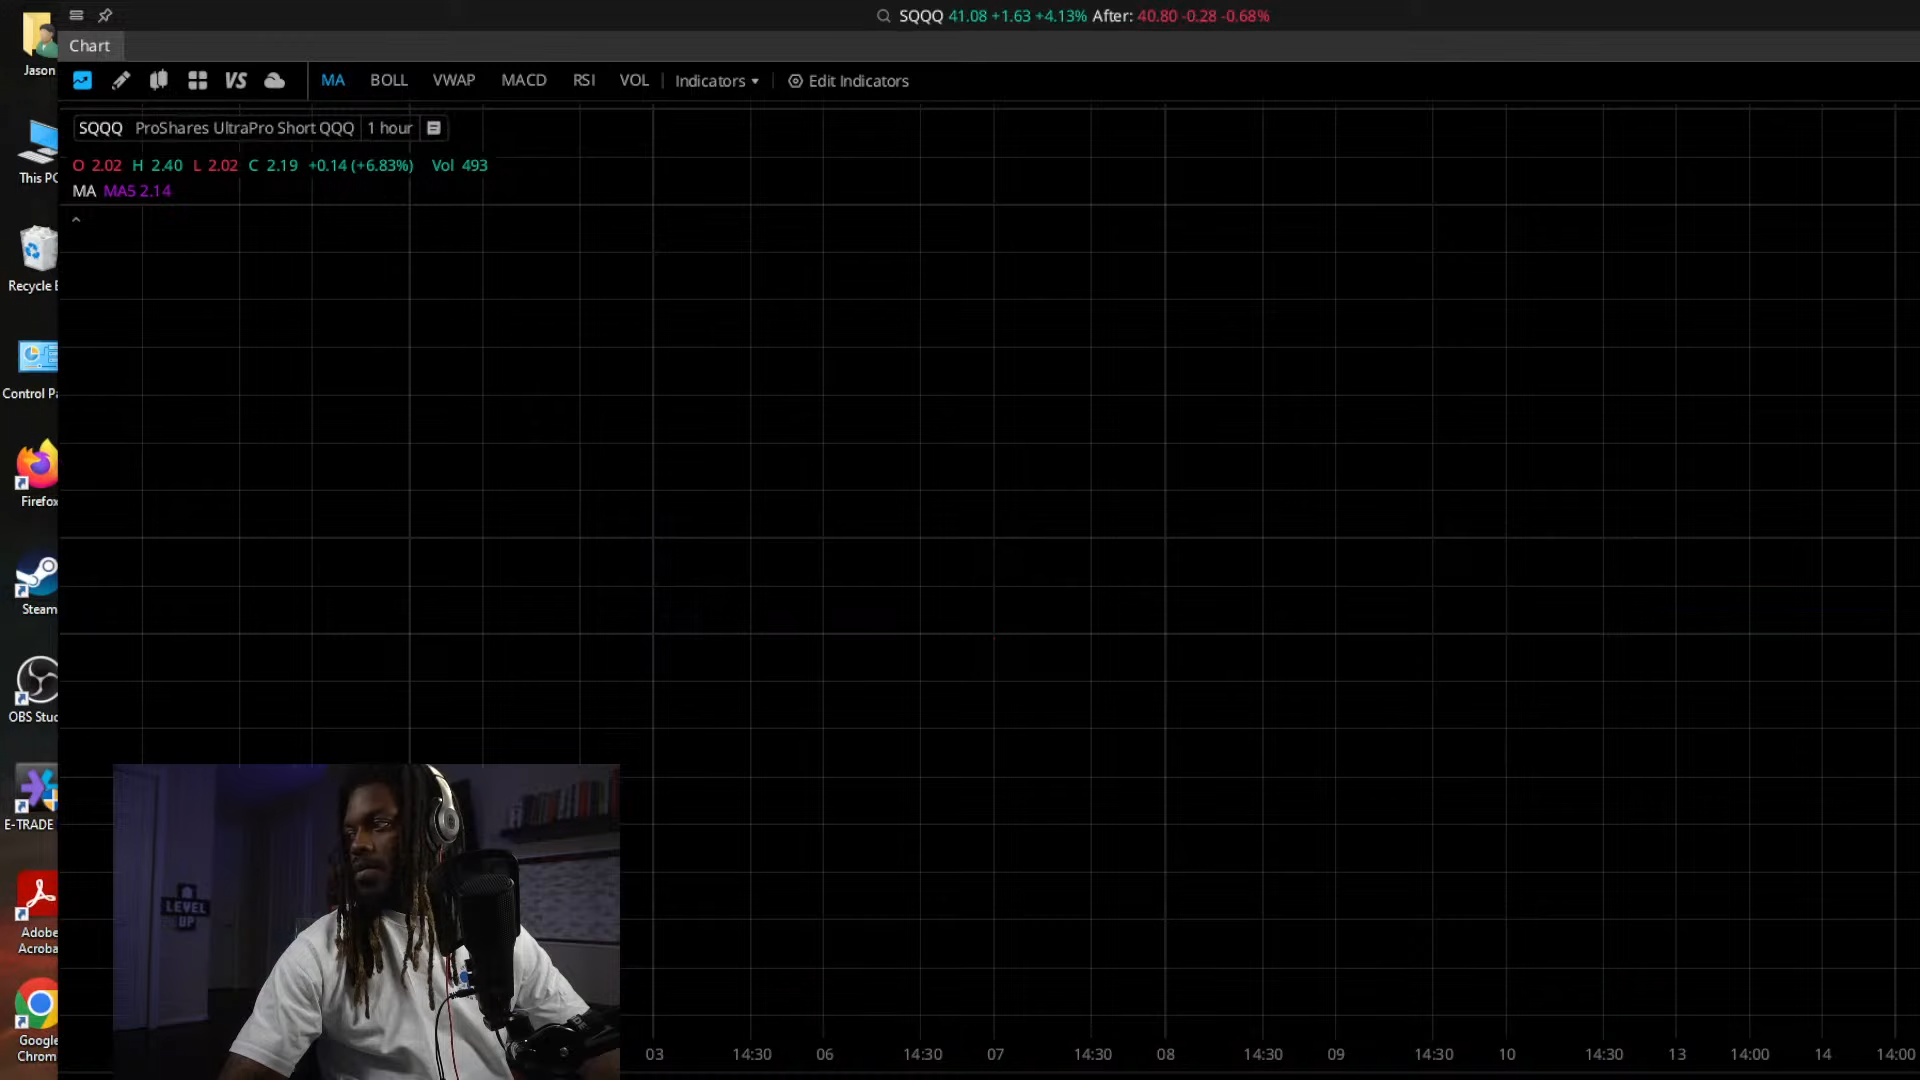 SQQQ 41.08 +1.63 +4.13% After: 40.80 -0.28 -0.68%
Chart
VS MA BOLL VWAP MACD RSI VOL Indicators Edit Indicators
SQQQ ProShares UltraPro Short QQQ 1 hour
O 2.02 H 2.40 L 2.02 C 2.19 +0.14 (+6.83%) Vol 493
MA MA5 2.14
Jason
This PC
Recycle B
Control Pa
Firefox
Steam
OBS Stud
E-TRADE
Adobe
Acroba
Google
Chrom
LEVEL
UP
03 14:30 06 14:30 07 14:30 08 14:30 09 14:30 10 14:30 13 14:00 14 14:00